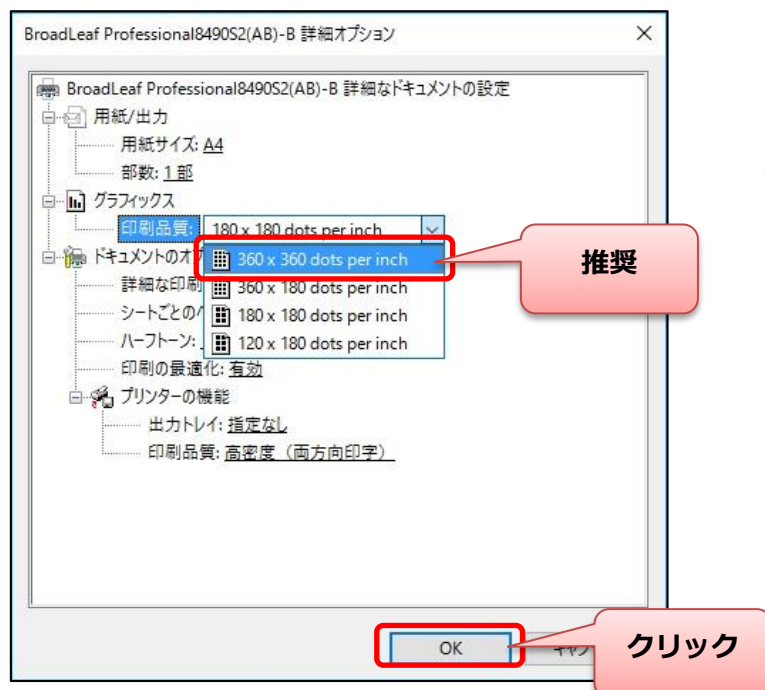 BroadLeaf Professional8490S2(AB)-B 詳細オプション
BroadLeaf Professional8490S2(AB)-B 詳細なドキュメントの設定
用紙/出力
用紙サイズ: A4
部数: 1 部
グラフィックス
印刷品質: 180 x 180 dots per inch
360 x 360 dots per inch
推奨
ドキュメントのオ
詳細な印刷
360 x 180 dots per inch
シートごとの
180 x 180 dots per inch
ハーフトーン:
120 x 180 dots per inch
印刷の最適化: 有効
プリンターの機能
出力トレイ: 指定なし
印刷品質: 高密度（両方向印字）
OK
クリック